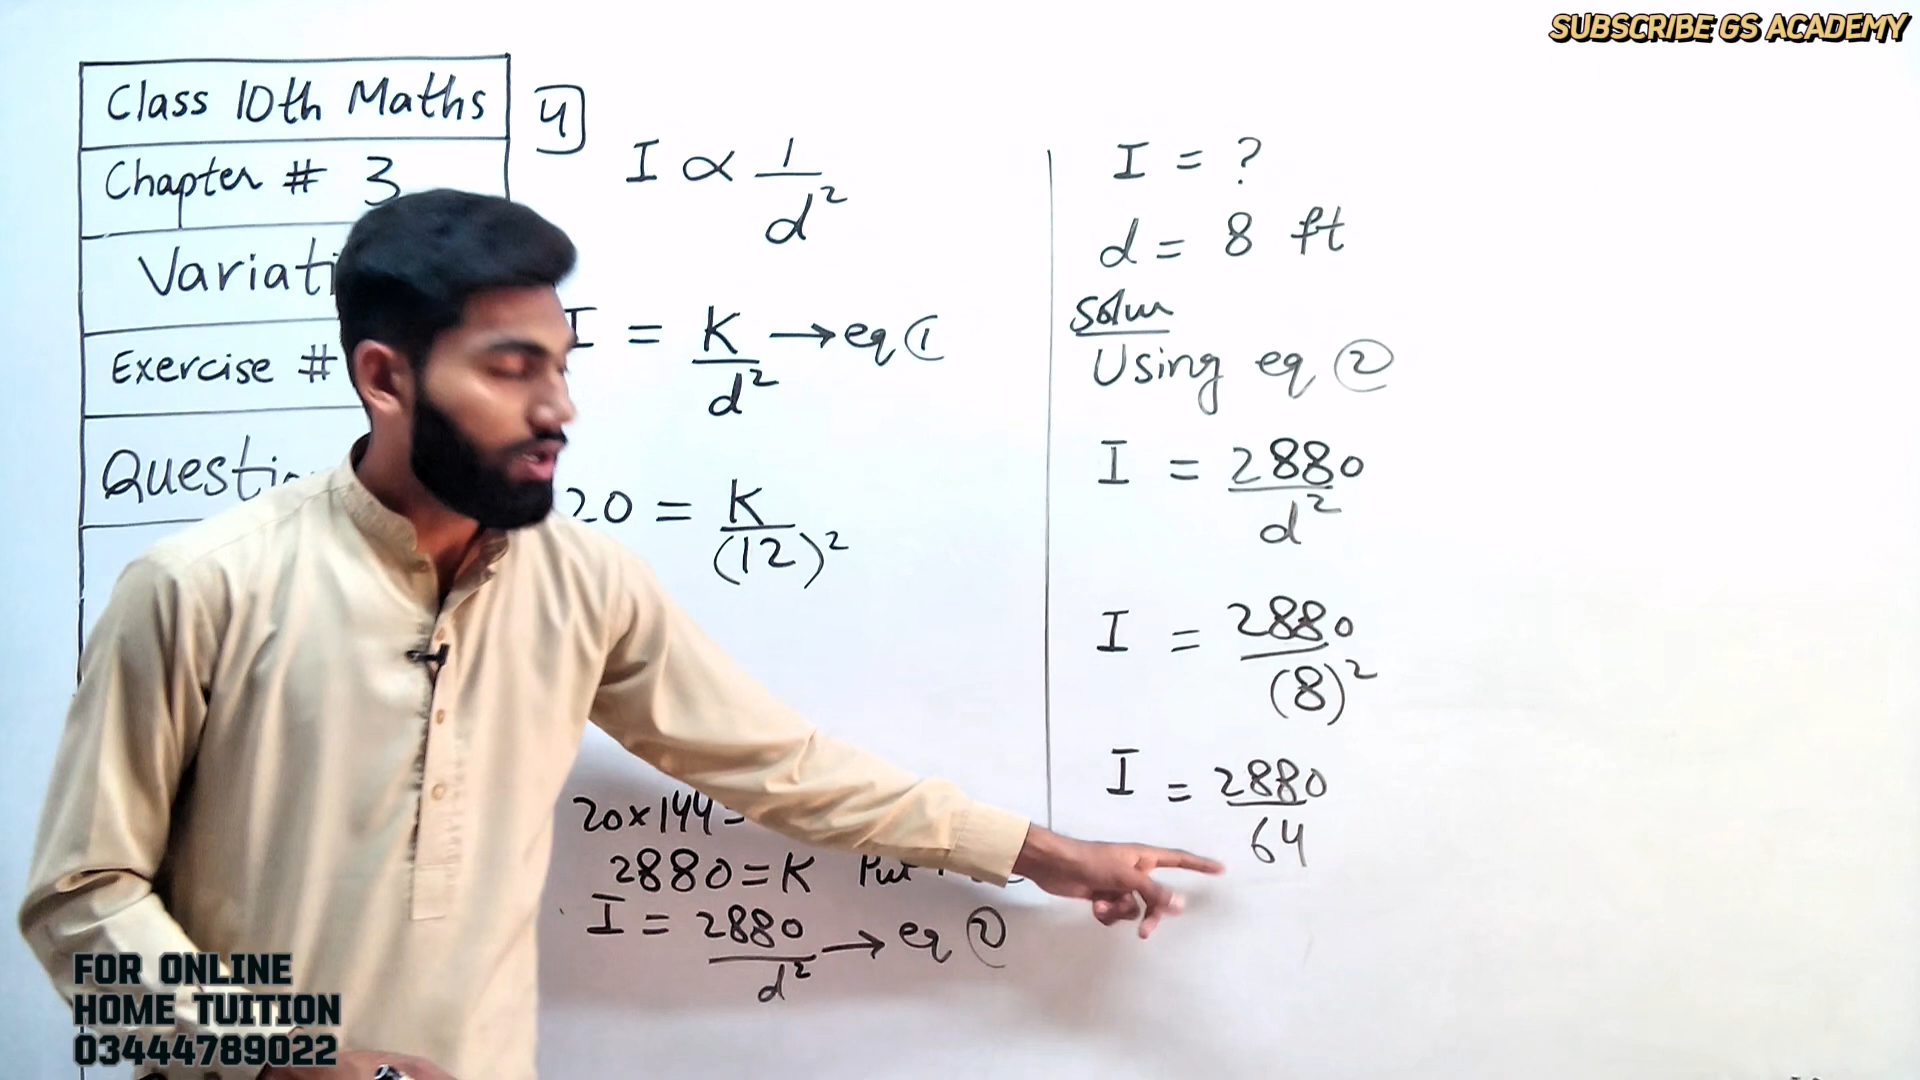 SUBSCRIBE GS ACADEMY
Class 10th Maths
Chapter # 3
Exercise #
4
I ∝ 1/d²
I = K/d² → eq ①
20 = K/(12)²
20×144=
2880=K Put
I = 2880/d² → eq ②
I = ?
d = 8 ft
Soln
Using eq ②
I = 2880/d²
I = 2880/(8)²
I = 2880/64
FOR ONLINE
HOME TUITION
03444789022